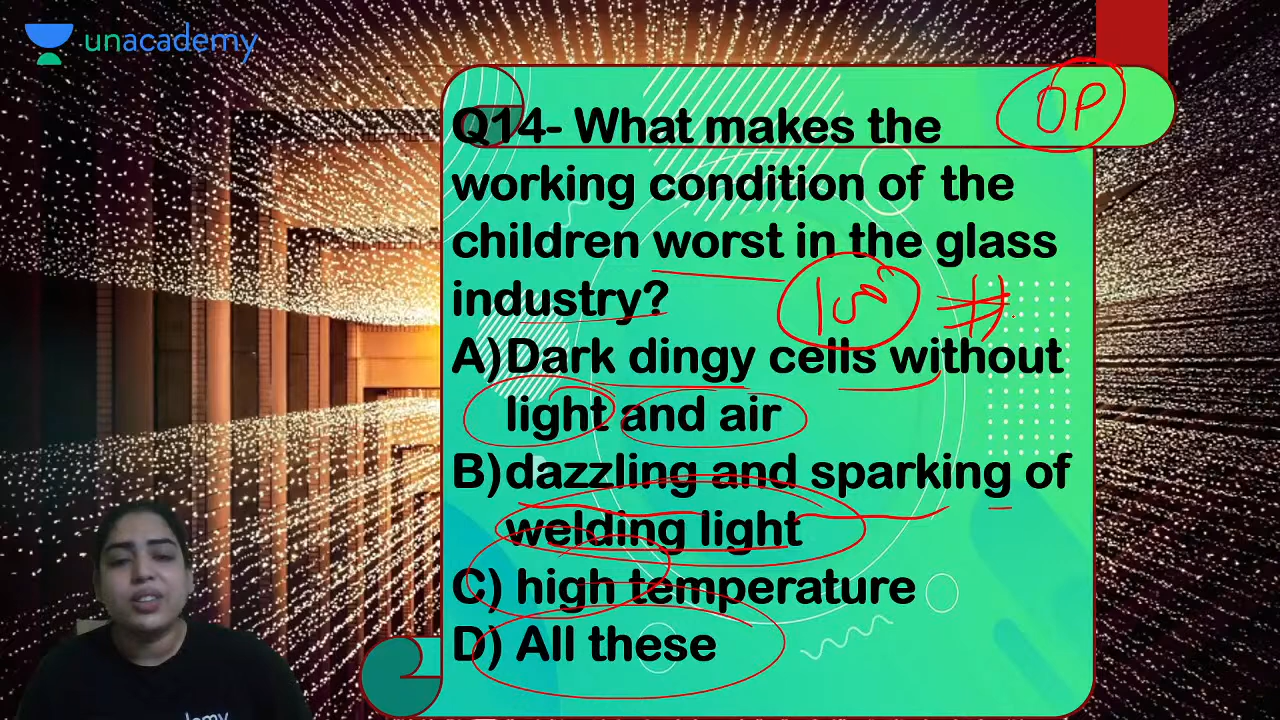 unacademy
OP
Q14- What makes the
working condition of the
children worst in the glass
industry?
A)Dark dingy cells without
light and air
B)dazzling and sparking of
welding light
C) high temperature
D) All these